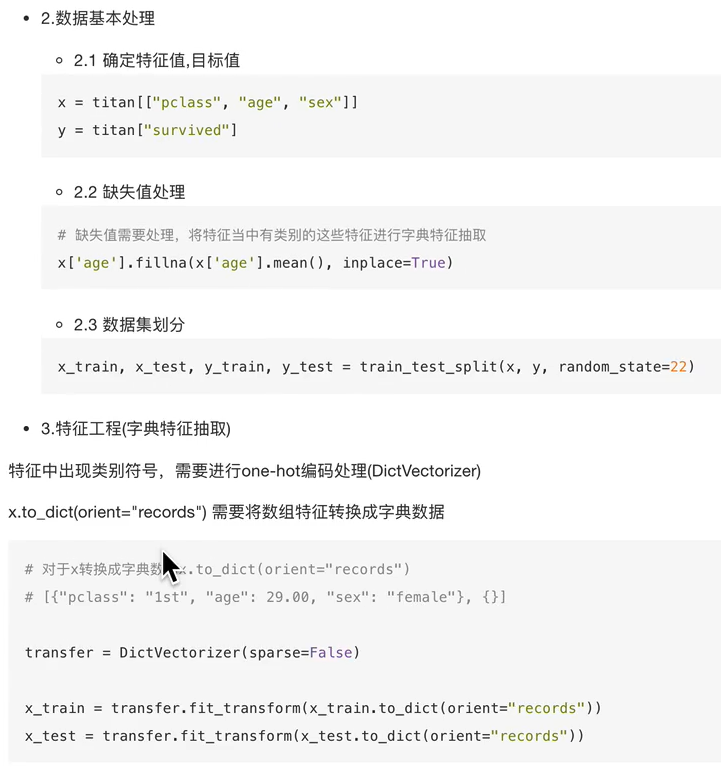 2.数据基本处理
2.1 确定特征值,目标值
x = titan[["pclass", "age", "sex"]]
y = titan["survived"]
2.2 缺失值处理
# 缺失值需要处理，将特征当中有类别的这些特征进行字典特征抽取
x['age'].fillna(x['age'].mean(), inplace=True)
2.3 数据集划分
x_train, x_test, y_train, y_test = train_test_split(x, y, random_state=22)
3.特征工程(字典特征抽取)
特征中出现类别符号，需要进行one-hot编码处理(DictVectorizer)
x.to_dict(orient="records") 需要将数组特征转换成字典数据
# 对于x转换成字典数据x.to_dict(orient="records")
# [{"pclass": "1st", "age": 29.00, "sex": "female"}, {}]
transfer = DictVectorizer(sparse=False)
x_train = transfer.fit_transform(x_train.to_dict(orient="records"))
x_test = transfer.fit_transform(x_test.to_dict(orient="records"))